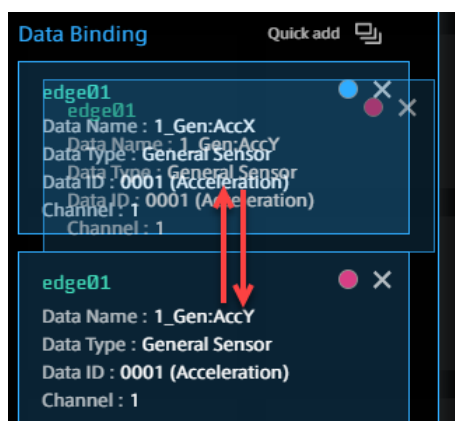 Data Binding
Quick add
edge01
edge01
Data Name : 1_Gen:AccX
Data Name : 1_Gen:AccY
Data Type : General Sensor
Data Type : General Sensor
Data ID : 0001 (Acceleration)
Data ID : 0001 (Acceleration)
Channel : 1
Channel : 1
edge01
Data Name : 1_Gen:AccY
Data Type : General Sensor
Data ID : 0001 (Acceleration)
Channel : 1